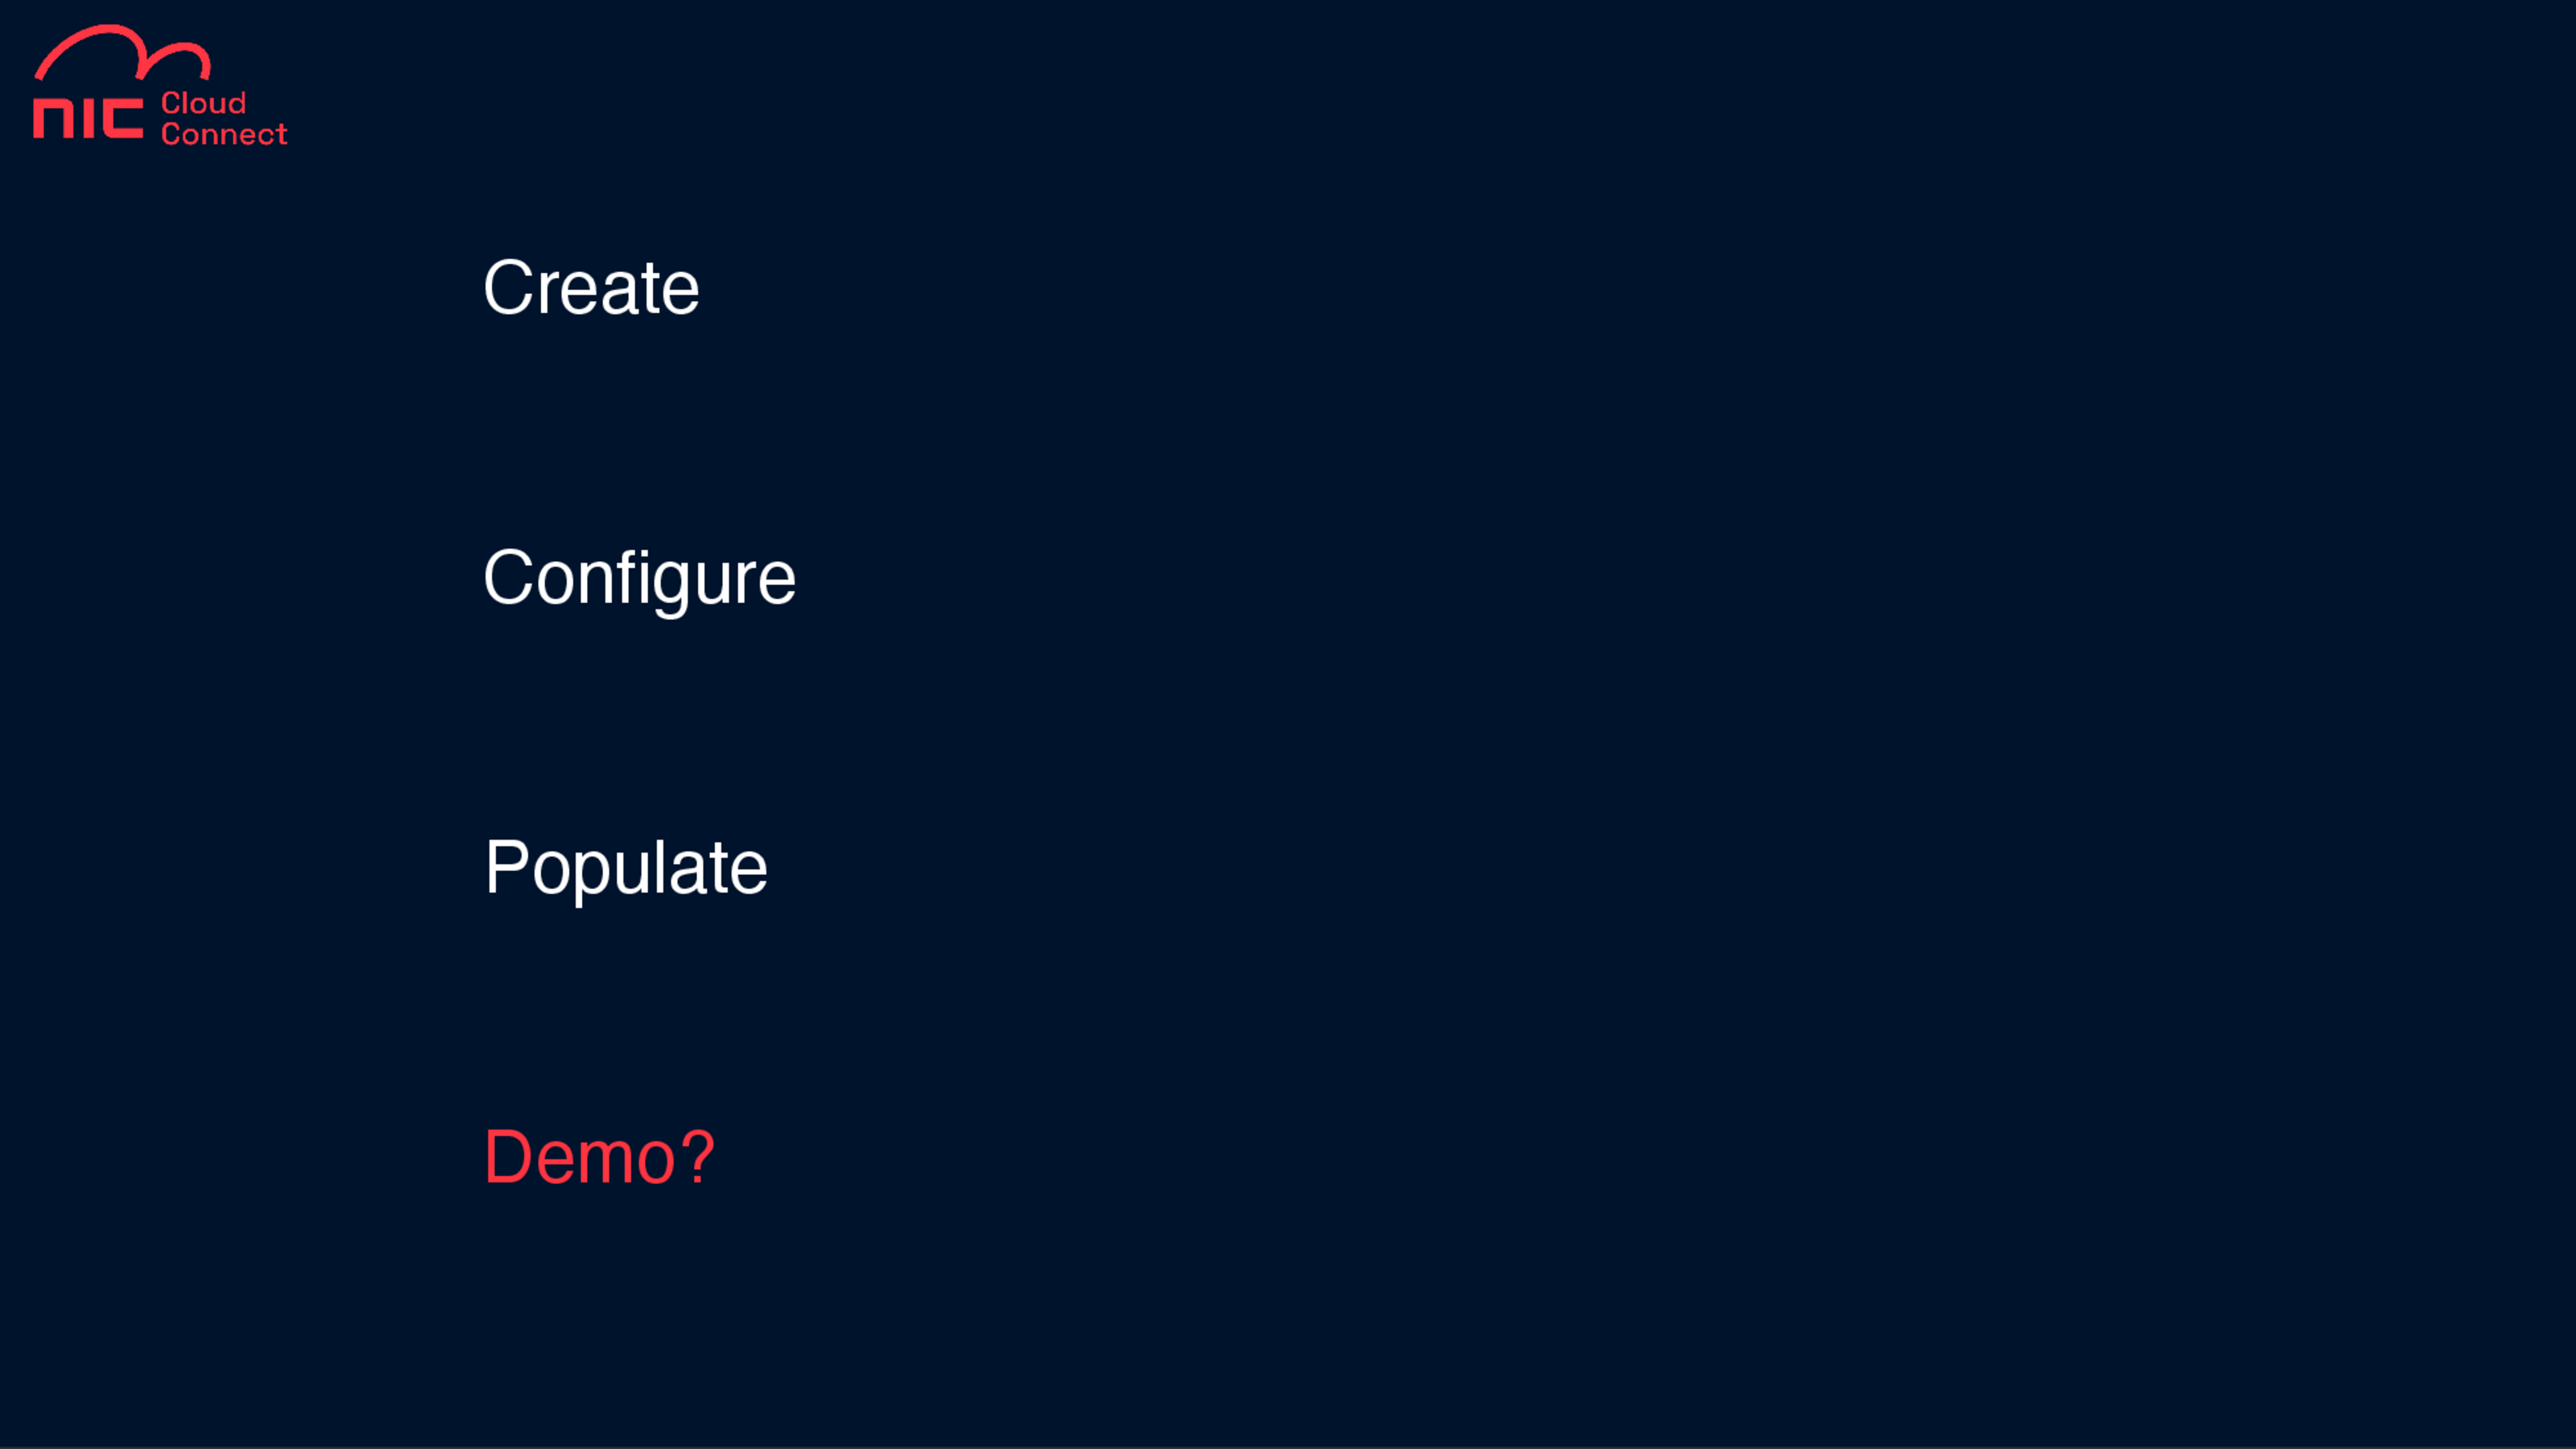 nic Cloud
Connect
Create
Configure
Populate
Demo?